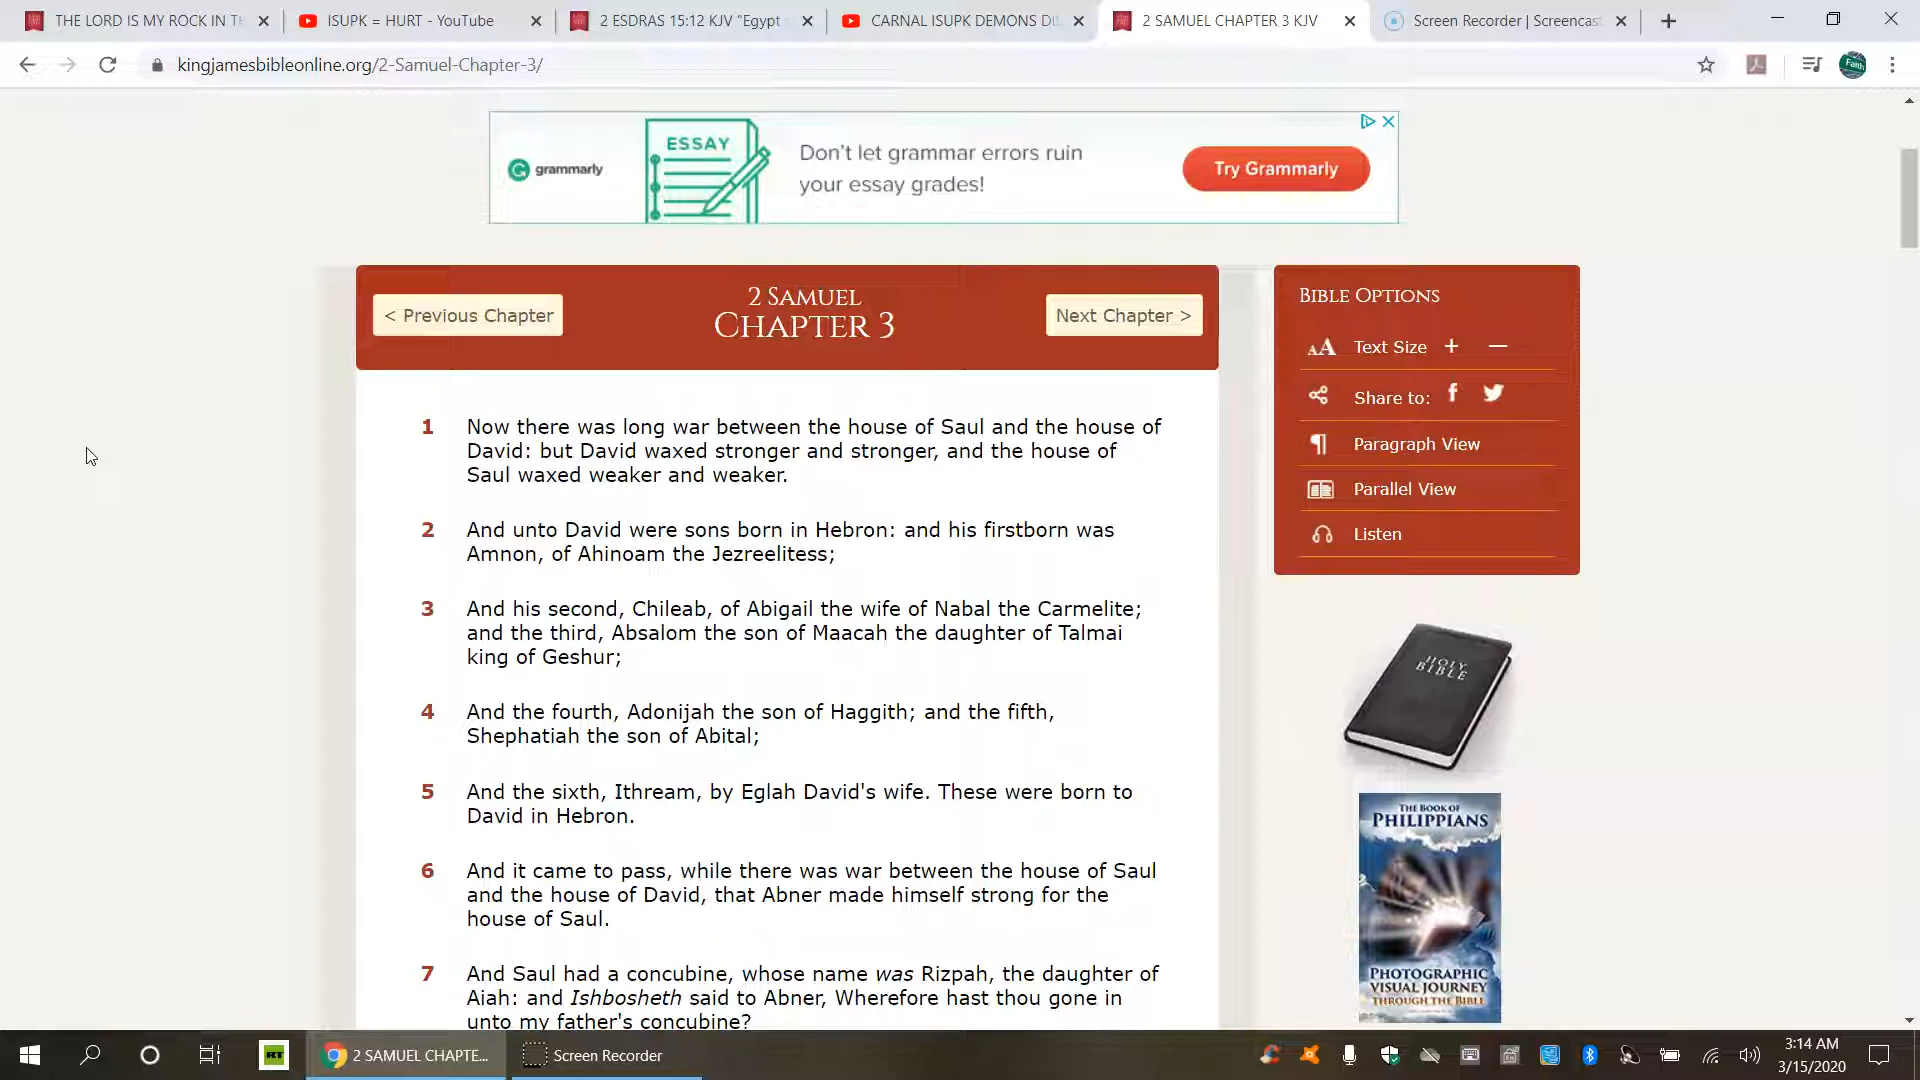 THE LORD IS MY ROCK IN TH
ISUPK = HURT - YouTube
2 ESDRAS 15:12 KJV "Egypt
CARNAL ISUPK DEMONS DI
2 SAMUEL CHAPTER 3 KJV
Screen Recorder | Screencast
kingjamesbibleonline.org/2-Samuel-Chapter-3/
Faith
grammarly
ESSAY
Don't let grammar errors ruin
your essay grades!
Try Grammarly
< Previous Chapter
2 SAMUEL
CHAPTER 3
Next Chapter >
1 Now there was long war between the house of Saul and the house of
David: but David waxed stronger and stronger, and the house of
Saul waxed weaker and weaker.
2 And unto David were sons born in Hebron: and his firstborn was
Amnon, of Ahinoam the Jezreelitess;
3 And his second, Chileab, of Abigail the wife of Nabal the Carmelite;
and the third, Absalom the son of Maacah the daughter of Talmai
king of Geshur;
4 And the fourth, Adonijah the son of Haggith; and the fifth,
Shephatiah the son of Abital;
5 And the sixth, Ithream, by Eglah David's wife. These were born to
David in Hebron.
6 And it came to pass, while there was war between the house of Saul
and the house of David, that Abner made himself strong for the
house of Saul.
7 And Saul had a concubine, whose name was Rizpah, the daughter of
Aiah: and Ishbosheth said to Abner, Wherefore hast thou gone in
unto my father's concubine?
BIBLE OPTIONS
AA Text Size + —
Share to:
Paragraph View
Parallel View
Listen
HOLY
BIBLE
THE BOOK OF
PHILIPPIANS
PHOTOGRAPHIC
VISUAL JOURNEY
THROUGH THE BIBLE
RT
2 SAMUEL CHAPTE...
Screen Recorder
3:14 AM
3/15/2020